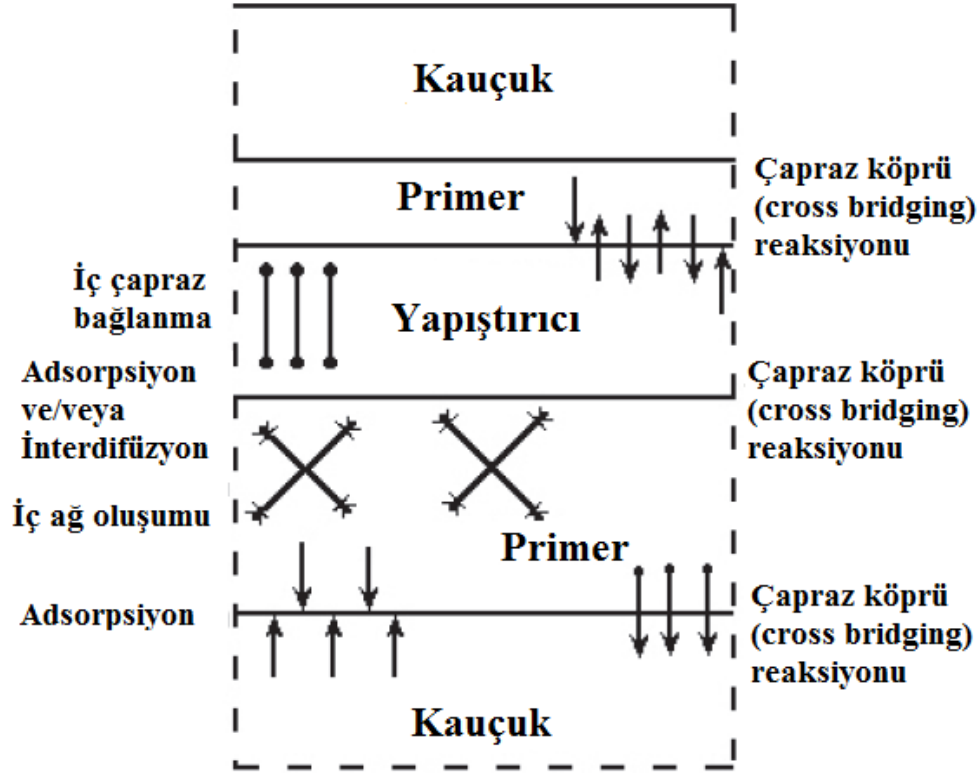 Kauçuk
Primer
Çapraz köprü
(cross bridging)
reaksiyonu
İç çapraz
bağlanma
Yapıştırıcı
Adsorpsiyon
ve/veya
İnterdifüzyon
Çapraz köprü
(cross bridging)
reaksiyonu
İç ağ oluşumu
Primer
Adsorpsiyon
Çapraz köprü
(cross bridging)
reaksiyonu
Kauçuk